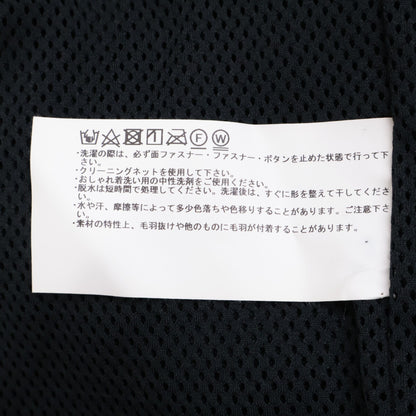 F W
・洗濯の際は、必ず面ファスナー・ファスナー・ボタンを止めた状態で行って下
さい。
・クリーニングネットを使用して下さい。
・おしゃれ着洗い用の中性洗剤をご使用ください。
・脱水は短時間で処理してください。洗濯後は、すぐに形を整えて干してくださ
い。
・水や汗、摩擦等によって多少色落ちや色移りすることがあります。ご注意下さ
い。
・素材の特性上、毛羽抜けや他のものに毛羽が付着することがあります。